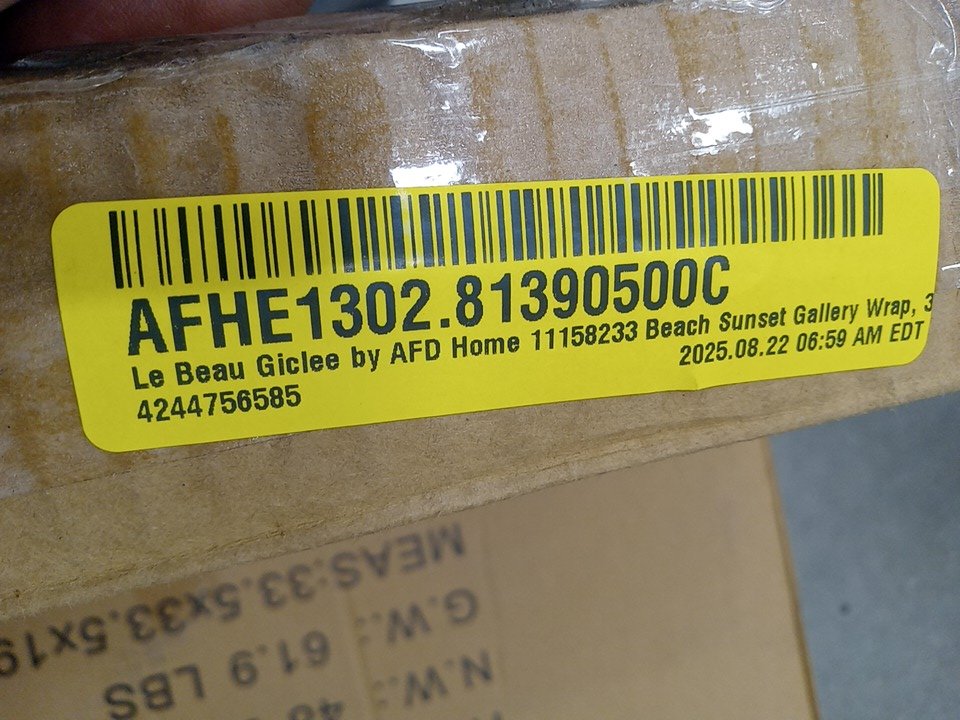 AFHE1302.81390500C
Le Beau Giclee by AFD Home 11158233 Beach Sunset Gallery Wrap, 3
2025.08.22 06:59 AM EDT
4244756585
MEAS:33.5x33.5x19
G.W.: 61.9 LBS
N.W.: